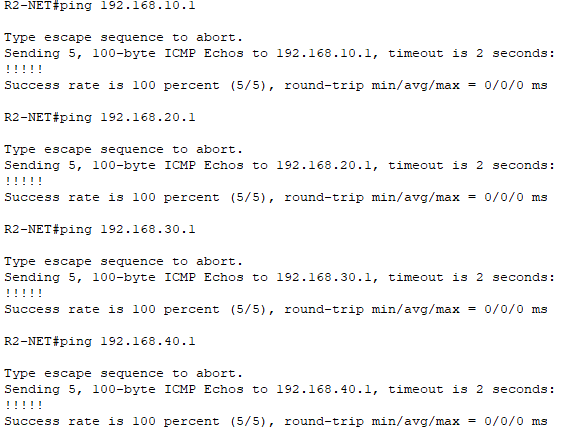 R2-NET#ping 192.168.10.1
Type escape sequence to abort.
Sending 5, 100-byte ICMP Echos to 192.168.10.1, timeout is 2 seconds:
!!!!!
Success rate is 100 percent (5/5), round-trip min/avg/max = 0/0/0 ms
R2-NET#ping 192.168.20.1
Type escape sequence to abort.
Sending 5, 100-byte ICMP Echos to 192.168.20.1, timeout is 2 seconds:
!!!!!
Success rate is 100 percent (5/5), round-trip min/avg/max = 0/0/0 ms
R2-NET#ping 192.168.30.1
Type escape sequence to abort.
Sending 5, 100-byte ICMP Echos to 192.168.30.1, timeout is 2 seconds:
!!!!!
Success rate is 100 percent (5/5), round-trip min/avg/max = 0/0/0 ms
R2-NET#ping 192.168.40.1
Type escape sequence to abort.
Sending 5, 100-byte ICMP Echos to 192.168.40.1, timeout is 2 seconds:
!!!!!
Success rate is 100 percent (5/5), round-trip min/avg/max = 0/0/0 ms